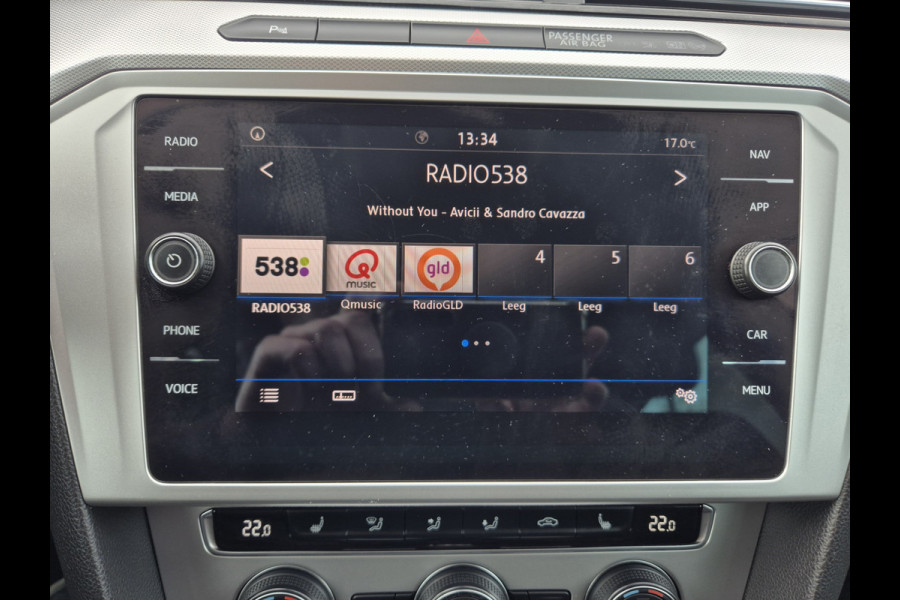 P
PASSENGER
AIR BAG
RADIO
MEDIA
PHONE
VOICE
13:34
17.0°C
< RADIO538 >
Without You - Avicii & Sandro Cavazza
538
RADIO538
Q music
Qmusic
gld
RadioGLD
4
Leeg
5
Leeg
6
Leeg
NAV
APP
CAR
MENU
22.0
22.0